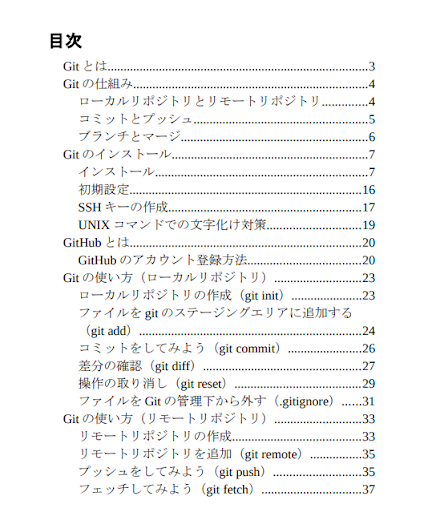 目次
Git とは.......................................................................................3
Git の仕組み................................................................................4
ローカルリポジトリとリモートリポジトリ..............4
コミットとプッシュ......................................................5
ブランチとマージ..........................................................6
Git のインストール.....................................................................7
インストール..................................................................7
初期設定........................................................................16
SSH キーの作成............................................................17
UNIX コマンドでの文字化け対策..............................19
GitHub とは................................................................................20
GitHub のアカウント登録方法....................................20
Git の使い方（ローカルリポジトリ）.....................................23
ローカルリポジトリの作成（git init）......................23
ファイルを git のステージングエリアに追加する
（git add）....................................................................24
コミットをしてみよう（git commit）.......................26
差分の確認（git diff）.................................................27
操作の取り消し（git reset）.......................................29
ファイルを Git の管理下から外す（.gitignore）......31
Git の使い方（リモートリポジトリ）.....................................33
リモートリポジトリの作成.........................................33
リモートリポジトリを追加（git remote）................35
プッシュをしてみよう（git push）............................35
フェッチしてみよう（git fetch）...............................37